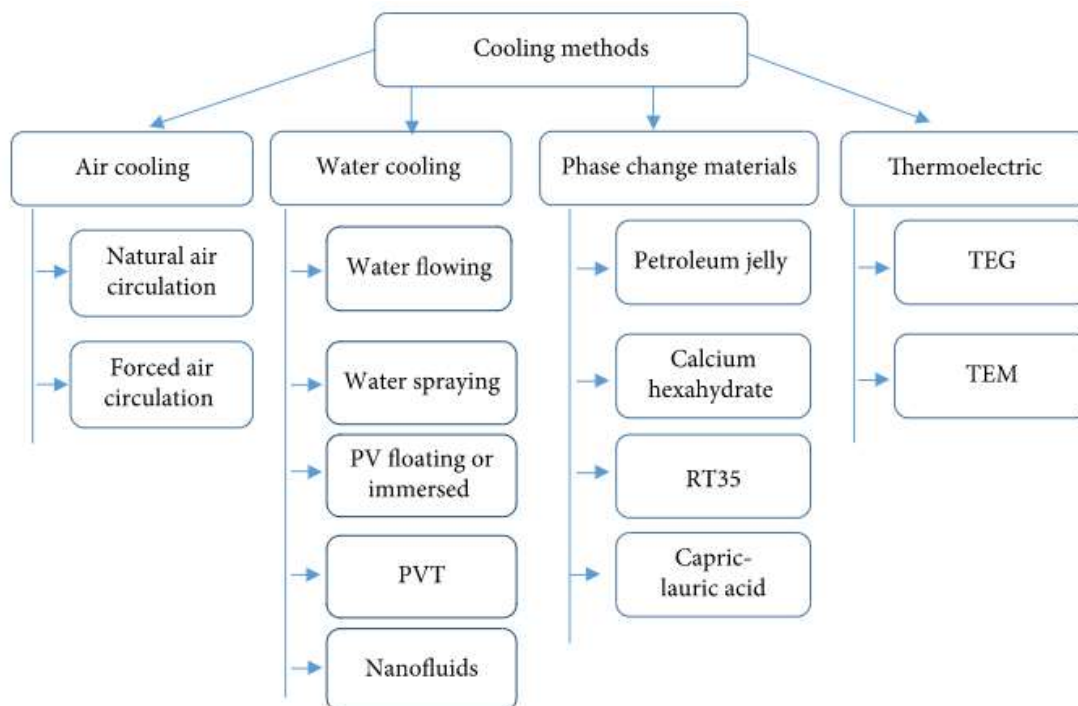 Cooling methods
Air cooling
Natural air
circulation
Forced air
circulation
Water cooling
Water flowing
Water spraying
PV floating or
immersed
PVT
Nanofluids
Phase change materials
Petroleum jelly
Calcium
hexahydrate
RT35
Capric-
lauric acid
Thermoelectric
TEG
TEM